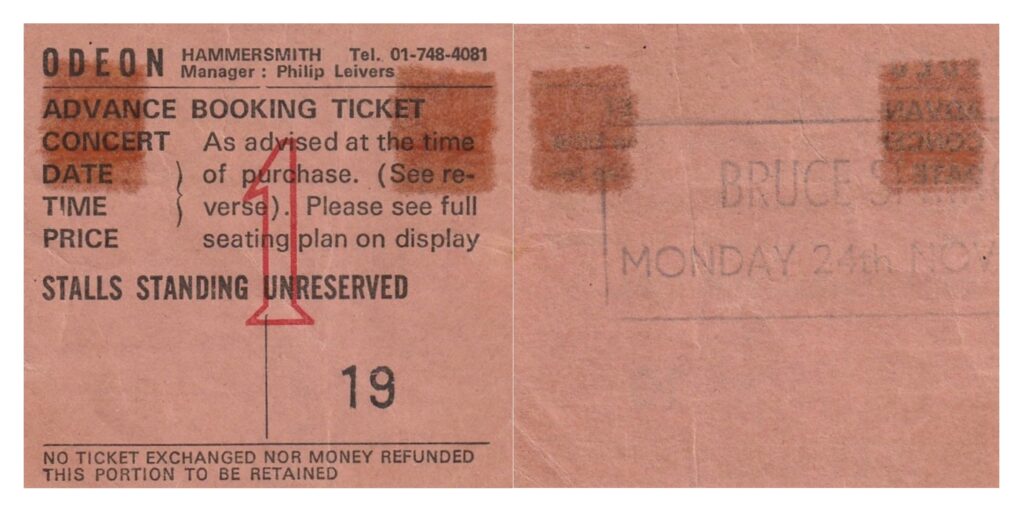 ODEON HAMMERSMITH Tel. 01-748-4081
Manager : Philip Leivers
ADVANCE BOOKING TICKET
CONCERT As advised at the time
DATE of purchase. (See re-
TIME verse). Please see full
PRICE seating plan on display
1
STALLS STANDING UNRESERVED
19
NO TICKET EXCHANGED NOR MONEY REFUNDED
THIS PORTION TO BE RETAINED
BRUCE
MONDAY 24th NOV